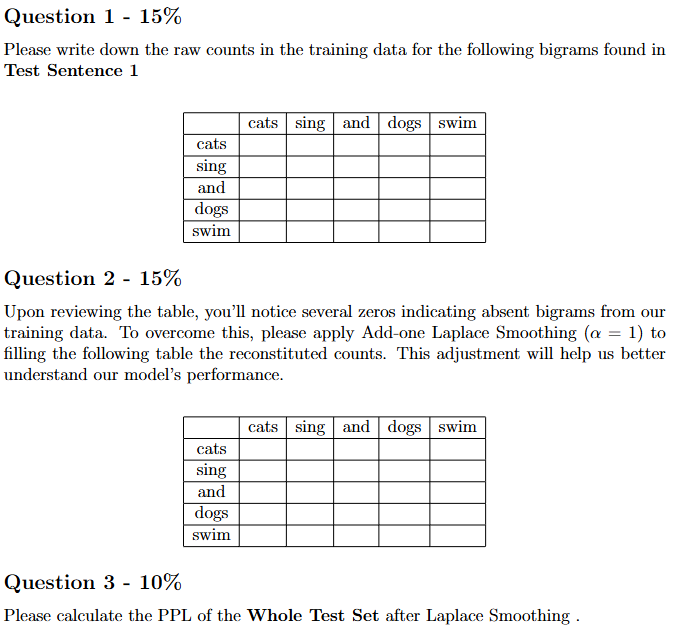 Question 1 - 15%
Please write down the raw counts in the training data for the following bigrams found in
Test Sentence 1
cats sing and dogs swim
cats
sing
and
dogs
swim
Question 2 - 15%
Upon reviewing the table, you'll notice several zeros indicating absent bigrams from our
training data. To overcome this, please apply Add-one Laplace Smoothing (α = 1) to
filling the following table the reconstituted counts. This adjustment will help us better
understand our model's performance.
cats sing and dogs swim
cats
sing
and
dogs
swim
Question 3 - 10%
Please calculate the PPL of the Whole Test Set after Laplace Smoothing .